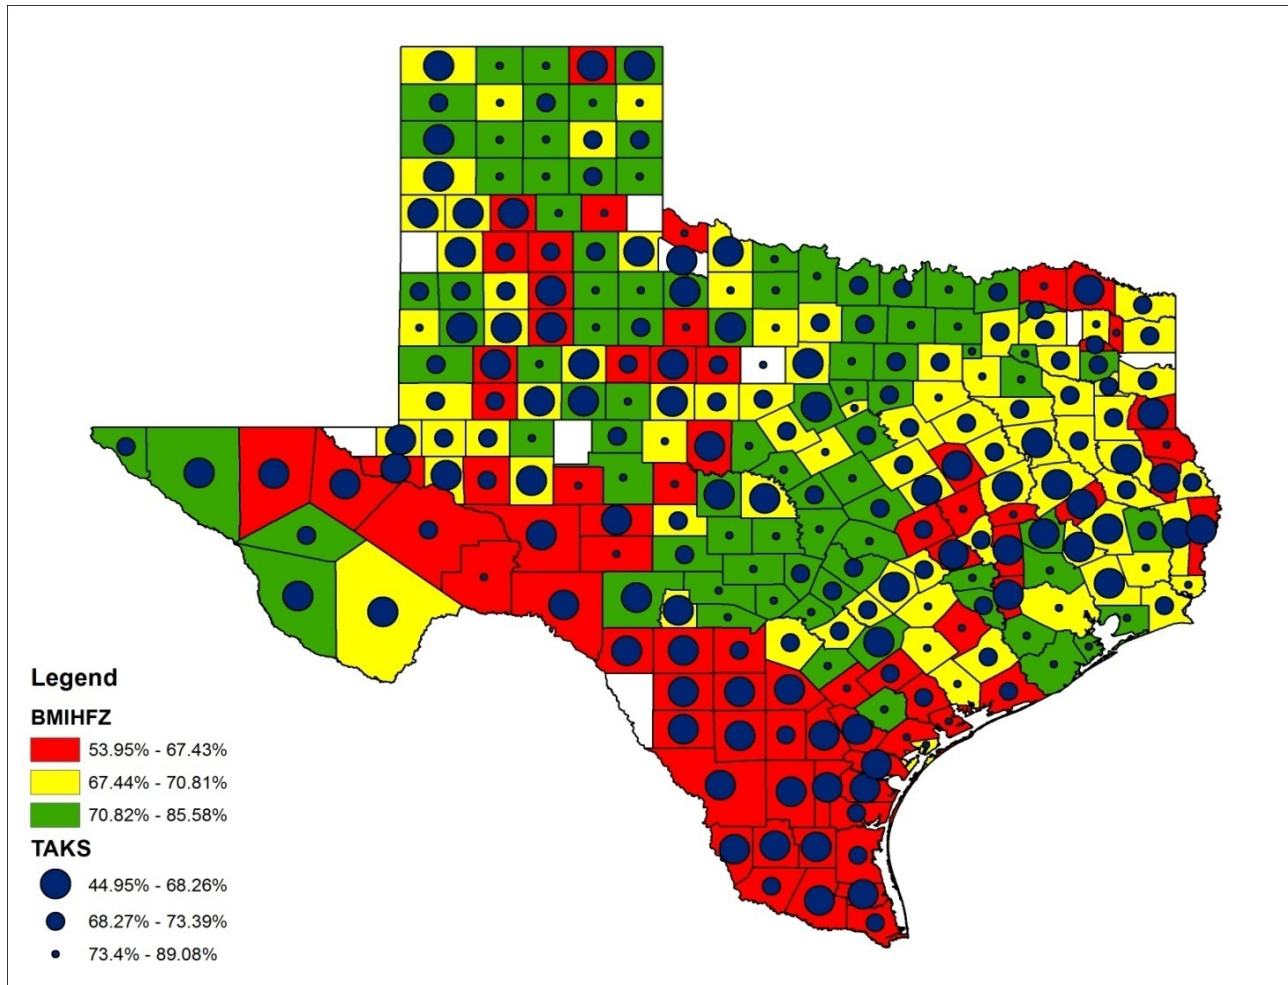 Legend
BMIHFZ
53.95% - 67.43%
67.44% - 70.81%
70.82% - 85.58%
TAKS
44.95% - 68.26%
68.27% - 73.39%
73.4% - 89.08%